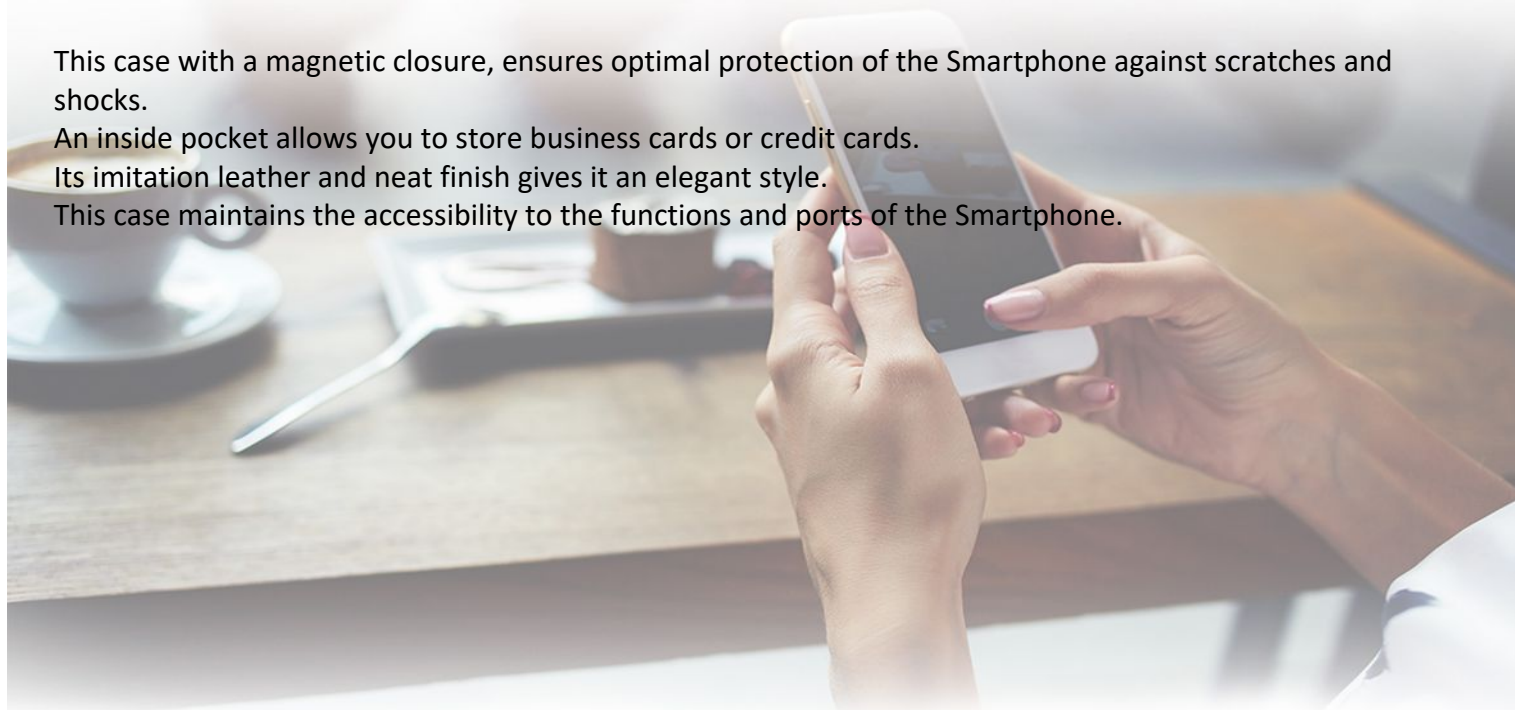 This case with a magnetic closure, ensures optimal protection of the Smartphone against scratches and
shocks.
An inside pocket allows you to store business cards or credit cards.
Its imitation leather and neat finish gives it an elegant style.
This case maintains the accessibility to the functions and ports of the Smartphone.